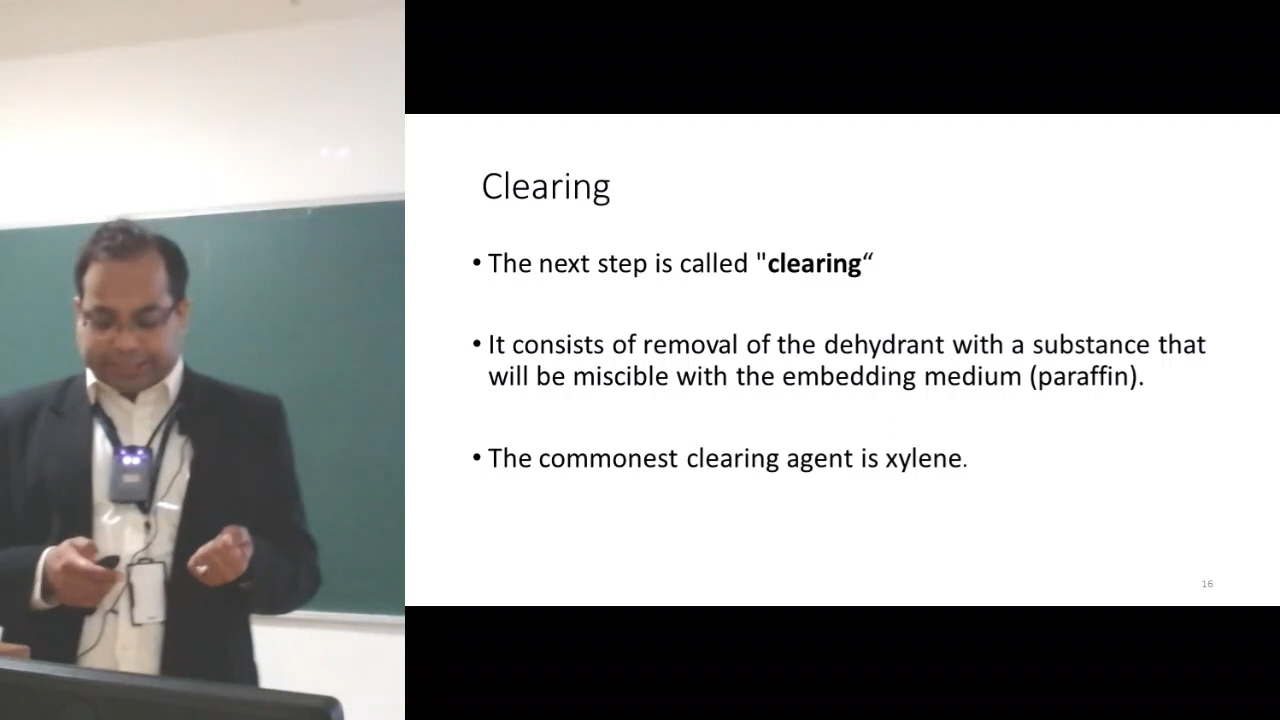 Clearing
• The next step is called "clearing“
• It consists of removal of the dehydrant with a substance that
will be miscible with the embedding medium (paraffin).
• The commonest clearing agent is xylene.
16